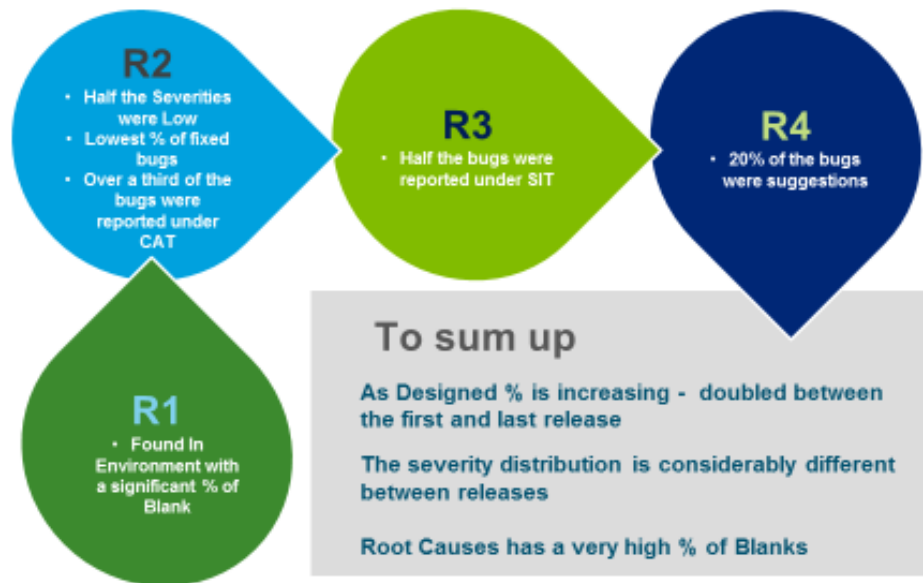 R2
• Half the Severities
were Low
• Lowest % of fixed
bugs
• Over a third of the
bugs were
reported under
CAT
R3
• Half the bugs were
reported under SIT
R4
• 20% of the bugs
were suggestions
R1
• Found In
Environment with
a significant % of
Blank
To sum up
As Designed % is increasing - doubled between
the first and last release
The severity distribution is considerably different
between releases
Root Causes has a very high % of Blanks